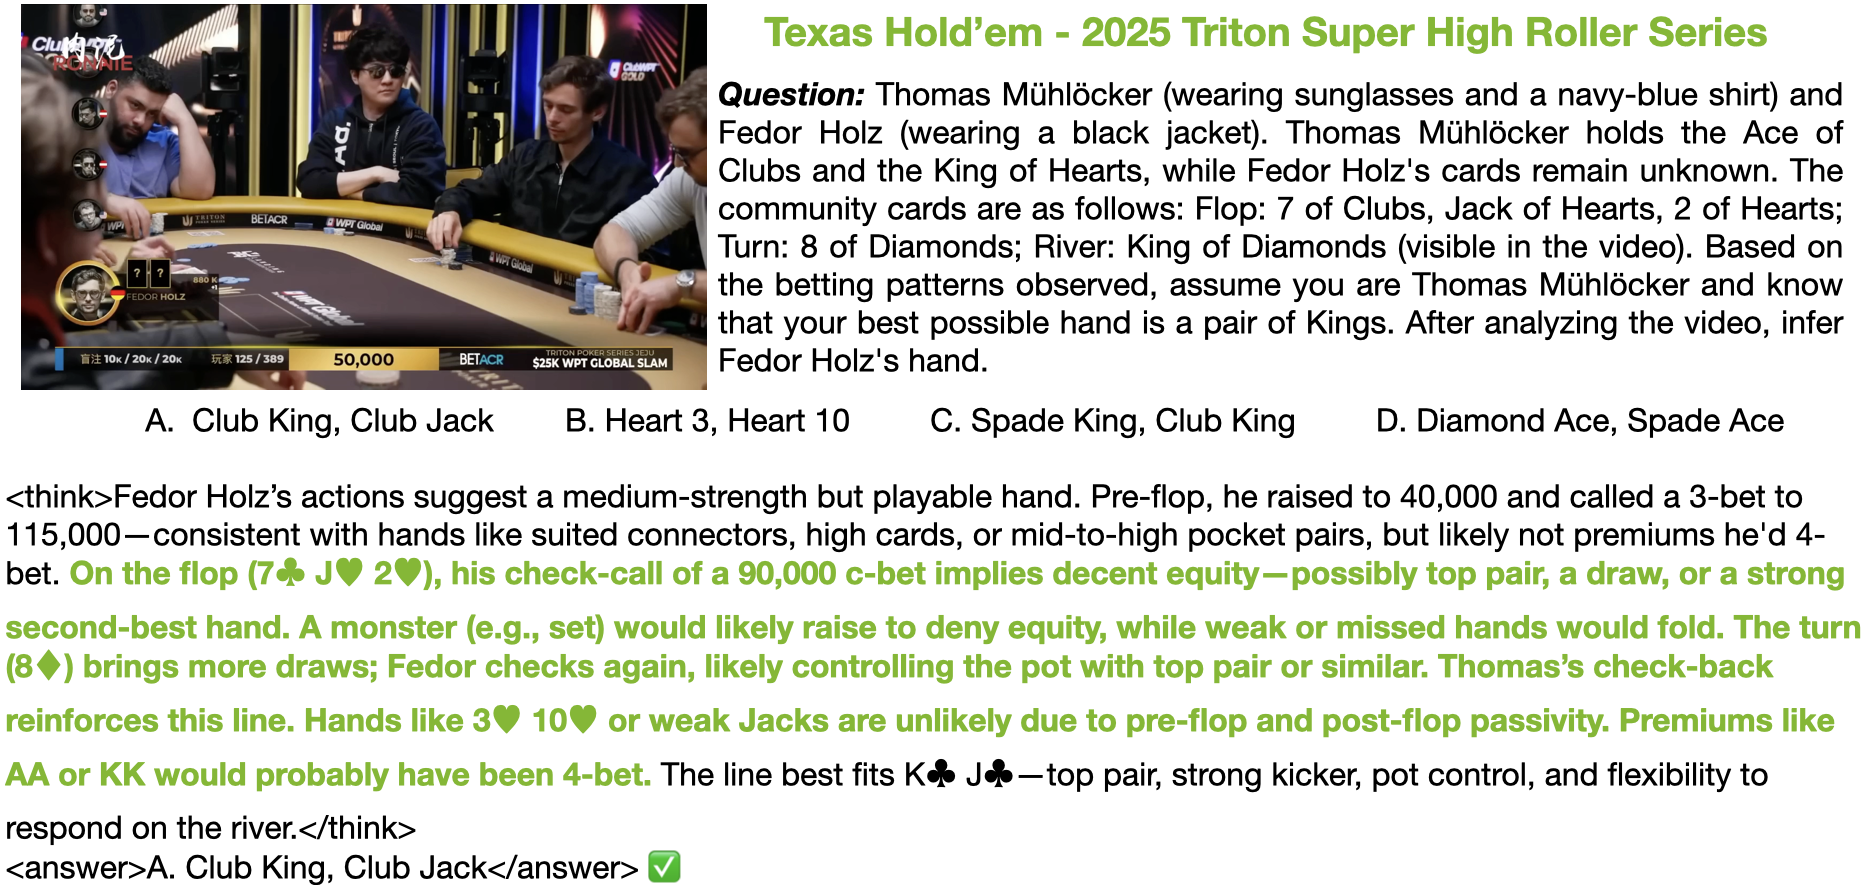 Texas Hold’em - 2025 Triton Super High Roller Series
肉泥
RONNIE
ClubWPT
GOLD
TRITON
BETACR
WPT Global
WPT Global
? ?
880 K
FEDOR HOLZ
盲注 10K / 20K / 20K
玩家 125 / 389
50,000
BETACR
TRITON POKER SERIES JEJU
$25K WPT GLOBAL SLAM
Question: Thomas Mühlöcker (wearing sunglasses and a navy-blue shirt) and
Fedor Holz (wearing a black jacket). Thomas Mühlöcker holds the Ace of
Clubs and the King of Hearts, while Fedor Holz's cards remain unknown. The
community cards are as follows: Flop: 7 of Clubs, Jack of Hearts, 2 of Hearts;
Turn: 8 of Diamonds; River: King of Diamonds (visible in the video). Based on
the betting patterns observed, assume you are Thomas Mühlöcker and know
that your best possible hand is a pair of Kings. After analyzing the video, infer
Fedor Holz's hand.
A. Club King, Club Jack B. Heart 3, Heart 10 C. Spade King, Club King D. Diamond Ace, Spade Ace
<think>Fedor Holz’s actions suggest a medium-strength but playable hand. Pre-flop, he raised to 40,000 and called a 3-bet to
115,000—consistent with hands like suited connectors, high cards, or mid-to-high pocket pairs, but likely not premiums he'd 4-
bet. On the flop (7♣ J♥ 2♥), his check-call of a 90,000 c-bet implies decent equity—possibly top pair, a draw, or a strong
second-best hand. A monster (e.g., set) would likely raise to deny equity, while weak or missed hands would fold. The turn
(8♦) brings more draws; Fedor checks again, likely controlling the pot with top pair or similar. Thomas’s check-back
reinforces this line. Hands like 3♥ 10♥ or weak Jacks are unlikely due to pre-flop and post-flop passivity. Premiums like
AA or KK would probably have been 4-bet. The line best fits K♣ J♣—top pair, strong kicker, pot control, and flexibility to
respond on the river.</think>
<answer>A. Club King, Club Jack</answer> ✅